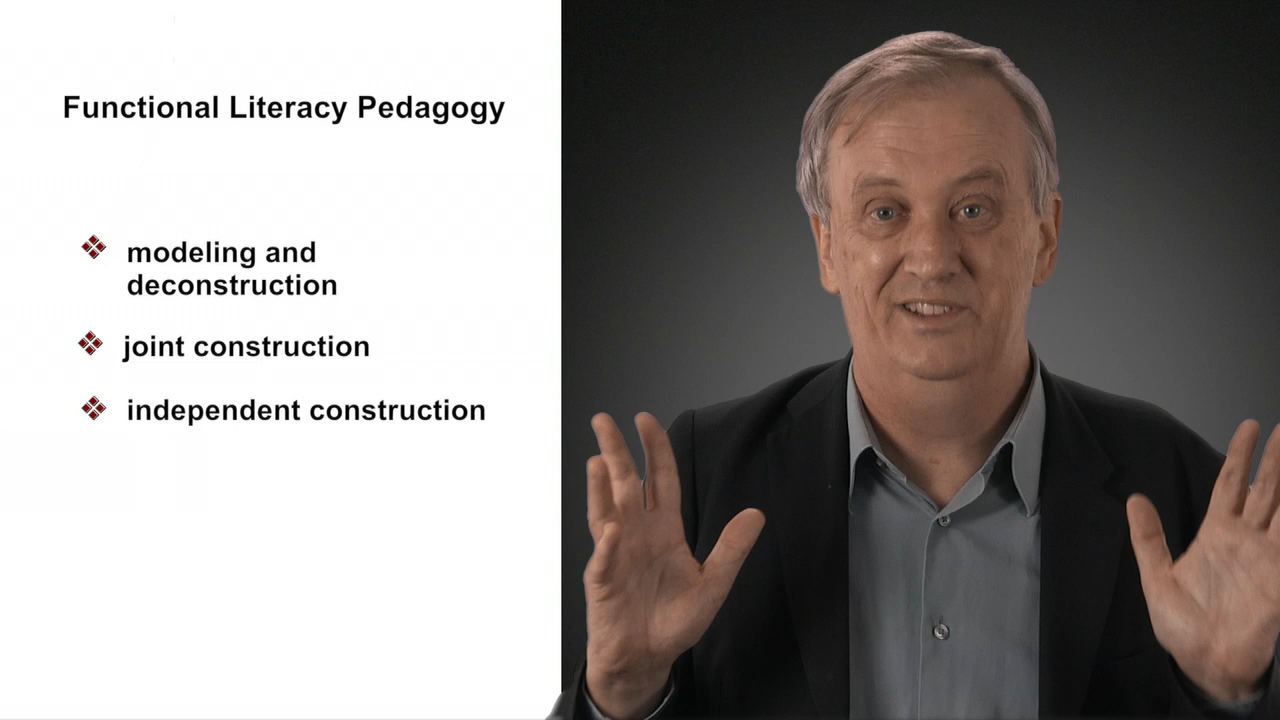 Functional Literacy Pedagogy
modeling and
deconstruction
joint construction
independent construction